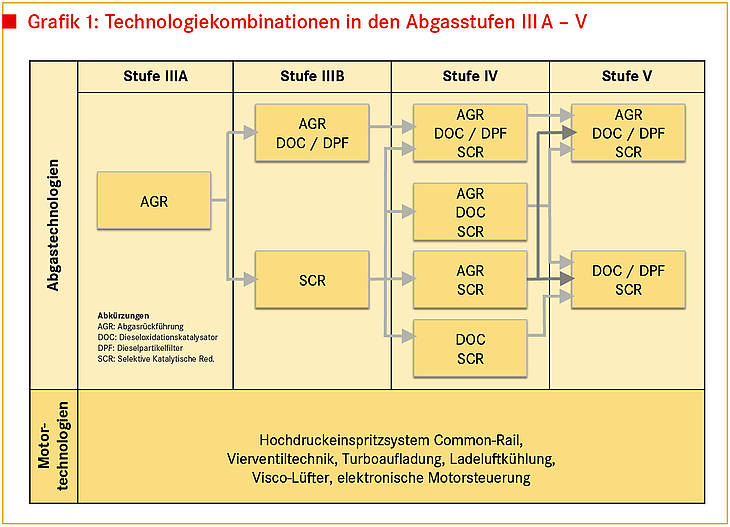 Grafik 1: Technologiekombinationen in den Abgasstufen III A – V
Stufe IIIA
Stufe IIIB
Stufe IV
Stufe V
Abgastechnologien
AGR
AGR
DOC / DPF
SCR
AGR
DOC / DPF
SCR
AGR
DOC
SCR
AGR
SCR
DOC
SCR
AGR
DOC / DPF
SCR
DOC / DPF
SCR
Abkürzungen
AGR: Abgasrückführung
DOC: Dieseloxidationskatalysator
DPF: Dieselpartikelfilter
SCR: Selektive Katalytische Red.
Motor-
technologien
Hochdruckeinspritzsystem Common-Rail,
Vierventiltechnik, Turboaufladung, Ladeluftkühlung,
Visco-Lüfter, elektronische Motorsteuerung